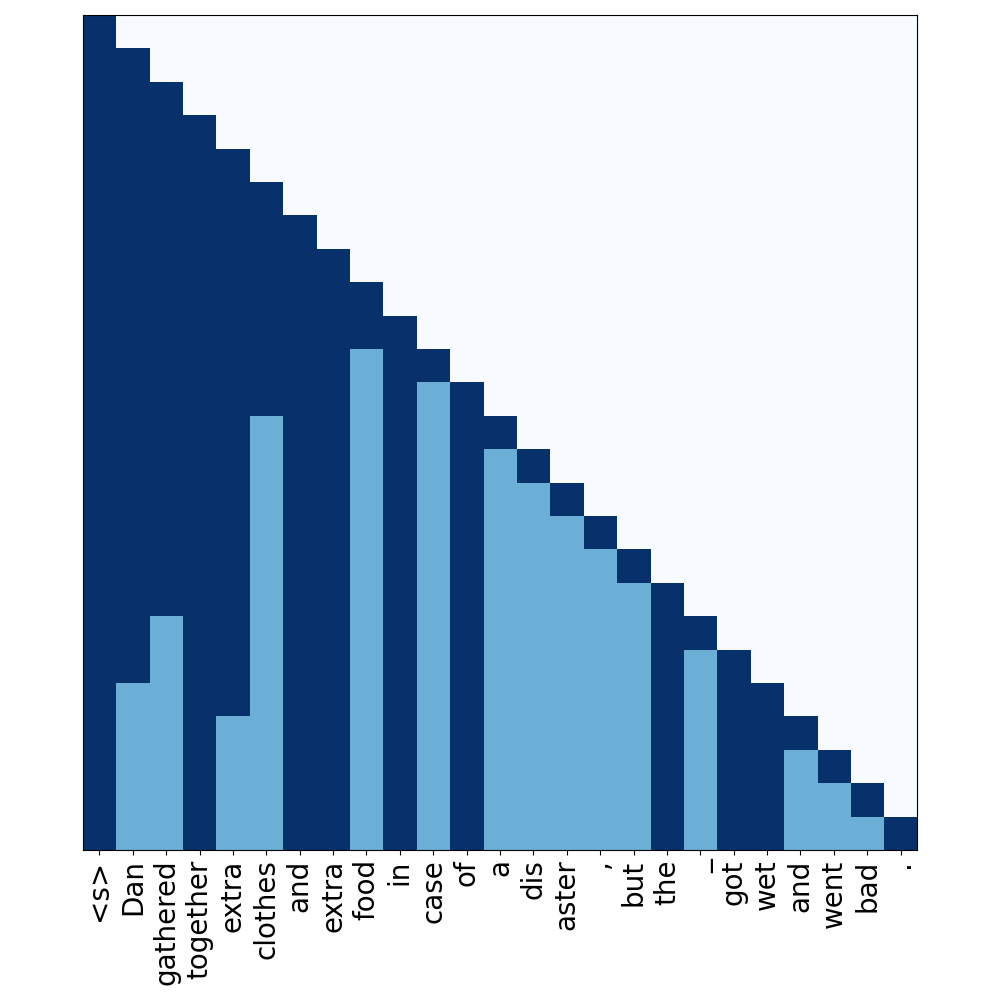 <s> Dan gathered together extra clothes and extra food in case of a dis aster , but the _ got wet and went bad .